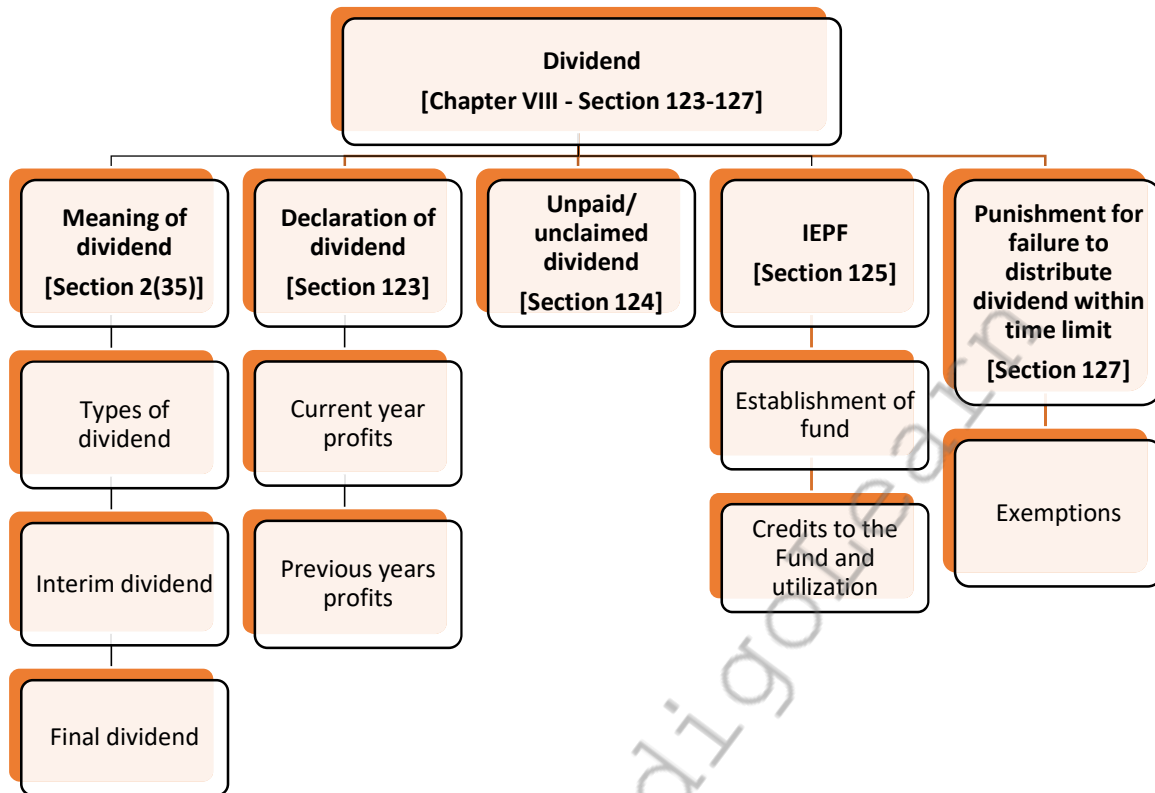 Dividend
[Chapter VIII - Section 123-127]
Meaning of
dividend
[Section 2(35)]
Types of
dividend
Interim dividend
Final dividend
Declaration of
dividend
[Section 123]
Current year
profits
Previous years
profits
Unpaid/
unclaimed
dividend
[Section 124]
IEPF
[Section 125]
Establishment of
fund
Credits to the
Fund and
utilization
Punishment for
failure to
distribute
dividend within
time limit
[Section 127]
Exemptions
digoLearn